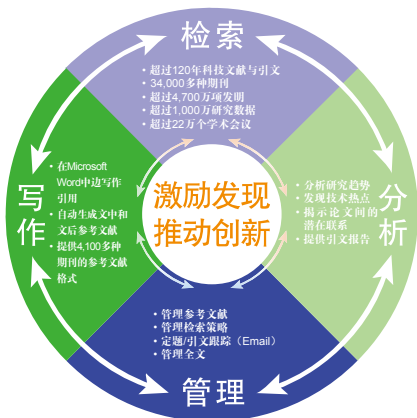 检索
• 超过120年科技文献与引文
• 34,000多种期刊
• 超过4,700万项发明
• 超过1,000万研究数据
• 超过22万个学术会议
写作
• 在Microsoft
Word中边写作
引用
• 自动生成文中和
文后参考文献
• 提供4,100多种
期刊的参考文献
格式
激励发现
推动创新
分析
• 分析研究趋势
• 发现技术热点
• 揭示论文间的
潜在联系
• 提供引文报告
• 管理参考文献
• 管理检索策略
• 定题/引文跟踪（Email）
• 管理全文
管理